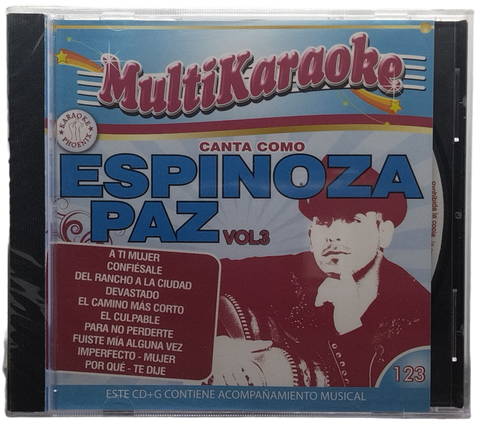 MultiKaraoke
KARAOKE
PHOENIX
CANTA COMO
ESPINOZA
PAZ VOL3
A TI MUJER
CONFIÉSALE
DEL RANCHO A LA CIUDAD
DEVASTADO
EL CAMINO MÁS CORTO
EL CULPABLE
PARA NO PERDERTE
FUISTE MÍA ALGUNA VEZ
IMPERFECTO - MUJER
POR QUÉ - TE DIJE
123
ESTE CD+G CONTIENE ACOMPAÑAMIENTO MUSICAL